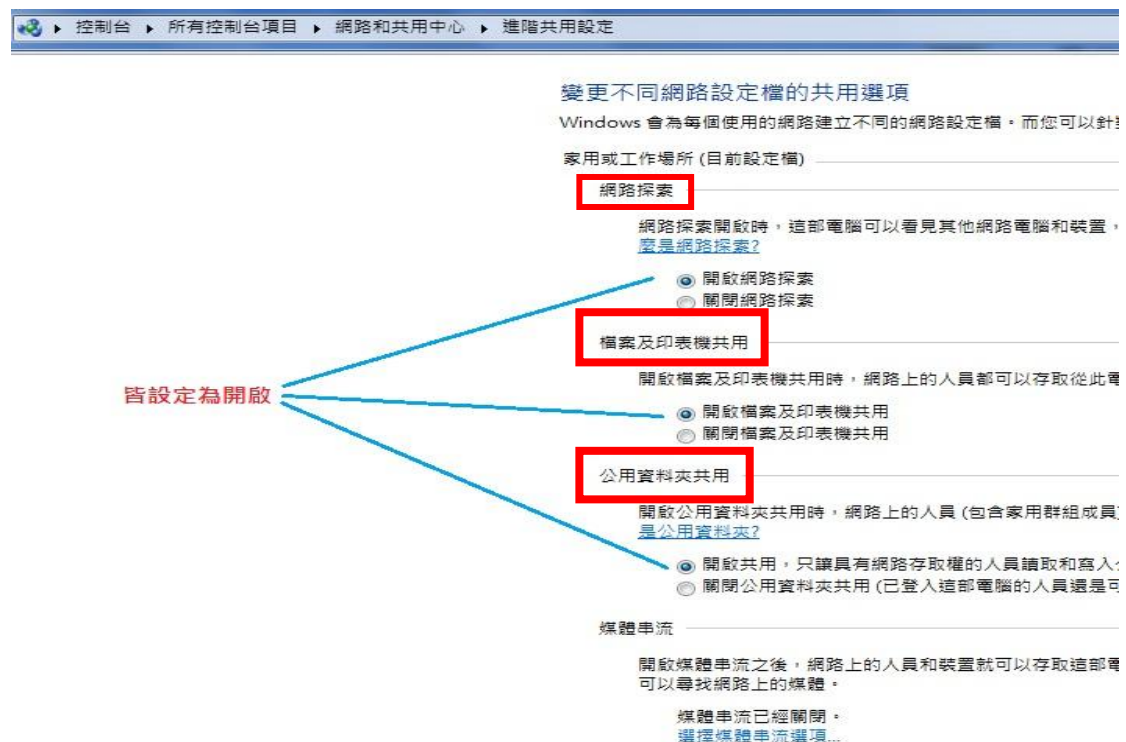 控制台 ▸ 所有控制台項目 ▸ 網路和共用中心 ▸ 進階共用設定
變更不同網路設定檔的共用選項
Windows 會為每個使用的網路建立不同的網路設定檔。而您可以針
家用或工作場所 (目前設定檔)
網路探索
網路探索開啟時，這部電腦可以看見其他網路電腦和裝置，
麼是網路探索?
開啟網路探索
關閉網路探索
檔案及印表機共用
開啟檔案及印表機共用時，網路上的人員都可以存取從此電
皆設定為開啟
開啟檔案及印表機共用
關閉檔案及印表機共用
公用資料夾共用
開啟公用資料夾共用時，網路上的人員 (包含家用群組成員)
是公用資料夾?
開啟共用，只讓具有網路存取權的人員讀取和寫入
關閉公用資料夾共用 (已登入這部電腦的人員還是可
媒體串流
開啟媒體串流之後，網路上的人員和裝置就可以存取這部電
可以尋找網路上的媒體。
媒體串流已經關閉。
選擇媒體串流選項...